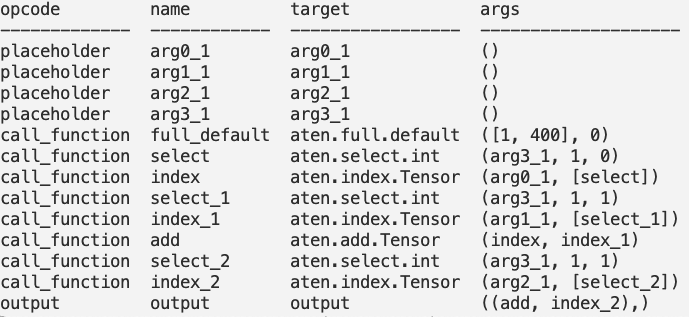 opcode name target args
------------- ------------ ----------------- --------------------
placeholder arg0_1 arg0_1 ()
placeholder arg1_1 arg1_1 ()
placeholder arg2_1 arg2_1 ()
placeholder arg3_1 arg3_1 ()
call_function full_default aten.full.default ([1, 400], 0)
call_function select aten.select.int (arg3_1, 1, 0)
call_function index aten.index.Tensor (arg0_1, [select])
call_function select_1 aten.select.int (arg3_1, 1, 1)
call_function index_1 aten.index.Tensor (arg1_1, [select_1])
call_function add aten.add.Tensor (index, index_1)
call_function select_2 aten.select.int (arg3_1, 1, 1)
call_function index_2 aten.index.Tensor (arg2_1, [select_2])
output output output ((add, index_2),)